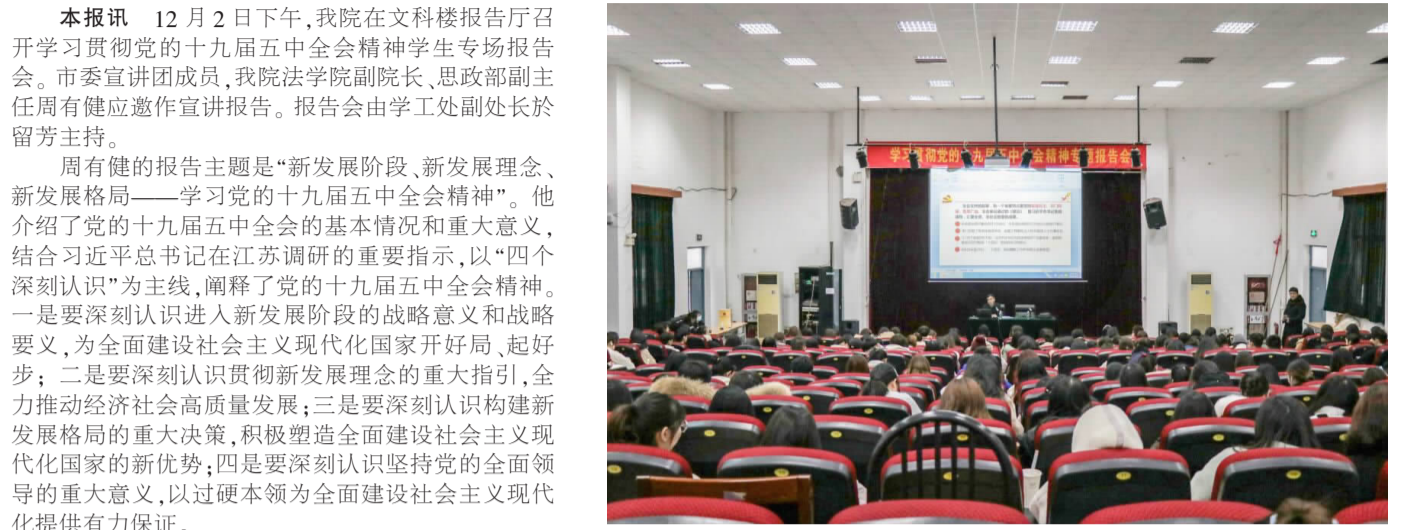 本报讯 12 月 2 日下午,我院在文科楼报告厅召
开学习贯彻党的十九届五中全会精神学生专场报告
会。市委宣讲团成员,我院法学院副院长、思政部副主
任周有健应邀作宣讲报告。报告会由学工处副处长於
留芳主持。
周有健的报告主题是“新发展阶段、新发展理念、
新发展格局——学习党的十九届五中全会精神”。他
介绍了党的十九届五中全会的基本情况和重大意义,
结合习近平总书记在江苏调研的重要指示,以“四个
深刻认识”为主线,阐释了党的十九届五中全会精神。
一是要深刻认识进入新发展阶段的战略意义和战略
要义,为全面建设社会主义现代化国家开好局、起好
步；二是要深刻认识贯彻新发展理念的重大指引,全
力推动经济社会高质量发展;三是要深刻认识构建新
发展格局的重大决策,积极塑造全面建设社会主义现
代化国家的新优势;四是要深刻认识坚持党的全面领
导的重大意义,以过硬本领为全面建设社会主义现代
化提供有力保证。
学习贯彻党的十九届五中全会精神专题报告会